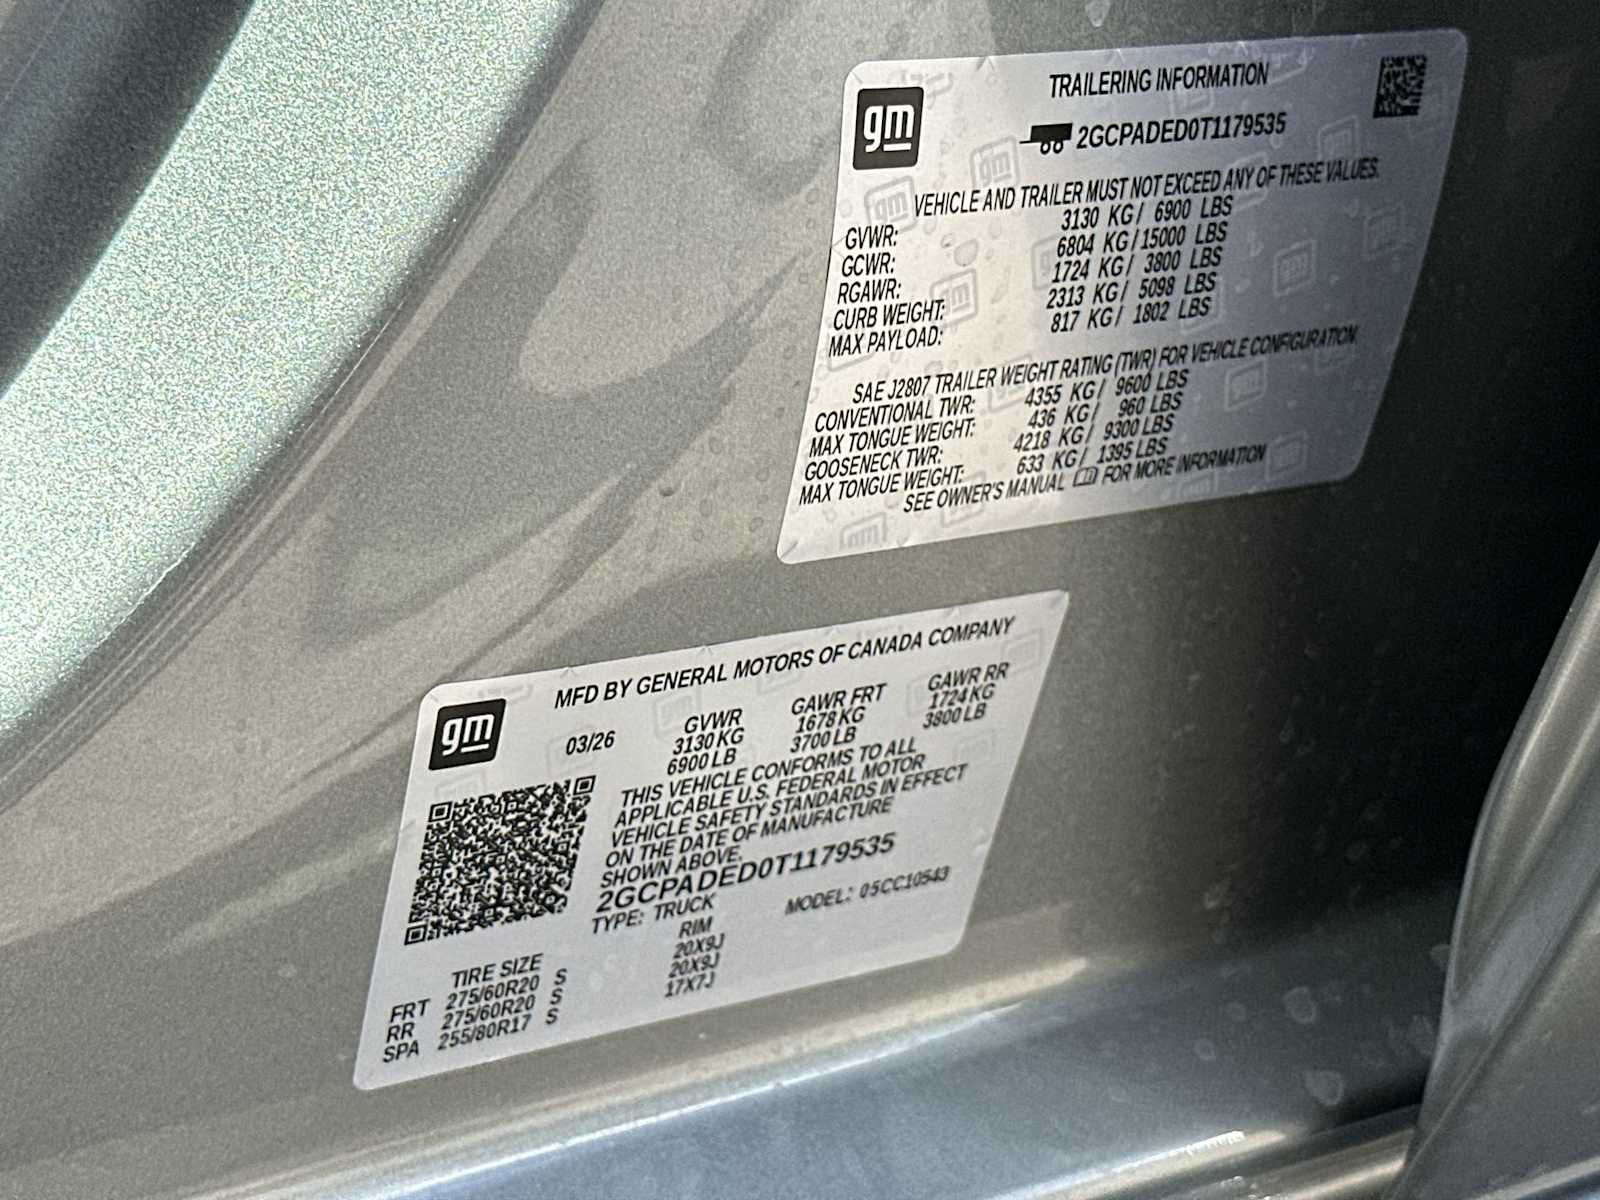 gm
TRAILERING INFORMATION
2GCPADED0T1179535
VEHICLE AND TRAILER MUST NOT EXCEED ANY OF THESE VALUES.
GVWR: 3130 KG / 6900 LBS
GCWR: 6804 KG / 15000 LBS
RGAWR: 1724 KG / 3800 LBS
CURB WEIGHT: 2313 KG / 5098 LBS
MAX PAYLOAD: 817 KG / 1802 LBS
SAE J2807 TRAILER WEIGHT RATING (TWR) FOR VEHICLE CONFIGURATION.
CONVENTIONAL TWR: 4355 KG / 9600 LBS
MAX TONGUE WEIGHT: 436 KG / 960 LBS
GOOSENECK TWR: 4218 KG / 9300 LBS
MAX TONGUE WEIGHT: 633 KG / 1395 LBS
SEE OWNER'S MANUAL FOR MORE INFORMATION
gm
MFD BY GENERAL MOTORS OF CANADA COMPANY
03/26 GVWR GAWR FRT GAWR RR
3130 KG 1678 KG 1724 KG
6900 LB 3700 LB 3800 LB
THIS VEHICLE CONFORMS TO ALL
APPLICABLE U.S. FEDERAL MOTOR
VEHICLE SAFETY STANDARDS IN EFFECT
ON THE DATE OF MANUFACTURE
SHOWN ABOVE.
2GCPADED0T1179535
TYPE: TRUCK MODEL: 05CC10543
TIRE SIZE RIM
FRT 275/60R20 S 20X9J
RR 275/60R20 S 20X9J
SPA 255/80R17 S 17X7J